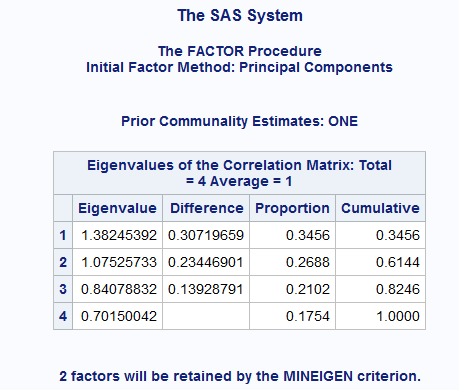 The SAS System
The FACTOR Procedure
Initial Factor Method: Principal Components
Prior Communality Estimates: ONE
Eigenvalues of the Correlation Matrix: Total
= 4 Average = 1
Eigenvalue Difference Proportion Cumulative
1 1.38245392 0.30719659 0.3456 0.3456
2 1.07525733 0.23446901 0.2688 0.6144
3 0.84078832 0.13928791 0.2102 0.8246
4 0.70150042 0.1754 1.0000
2 factors will be retained by the MINEIGEN criterion.